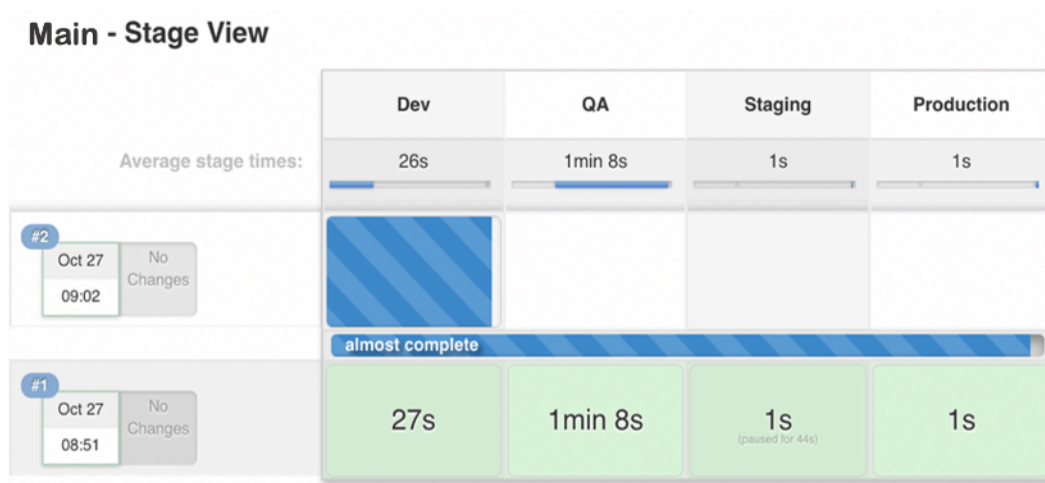 Main - Stage View
Dev QA Staging Production
Average stage times: 26s 1min 8s 1s 1s
#2
Oct 27 No
Changes
09:02
almost complete
#1
Oct 27 No
Changes
08:51
27s 1min 8s 1s 1s
(paused for 44s)